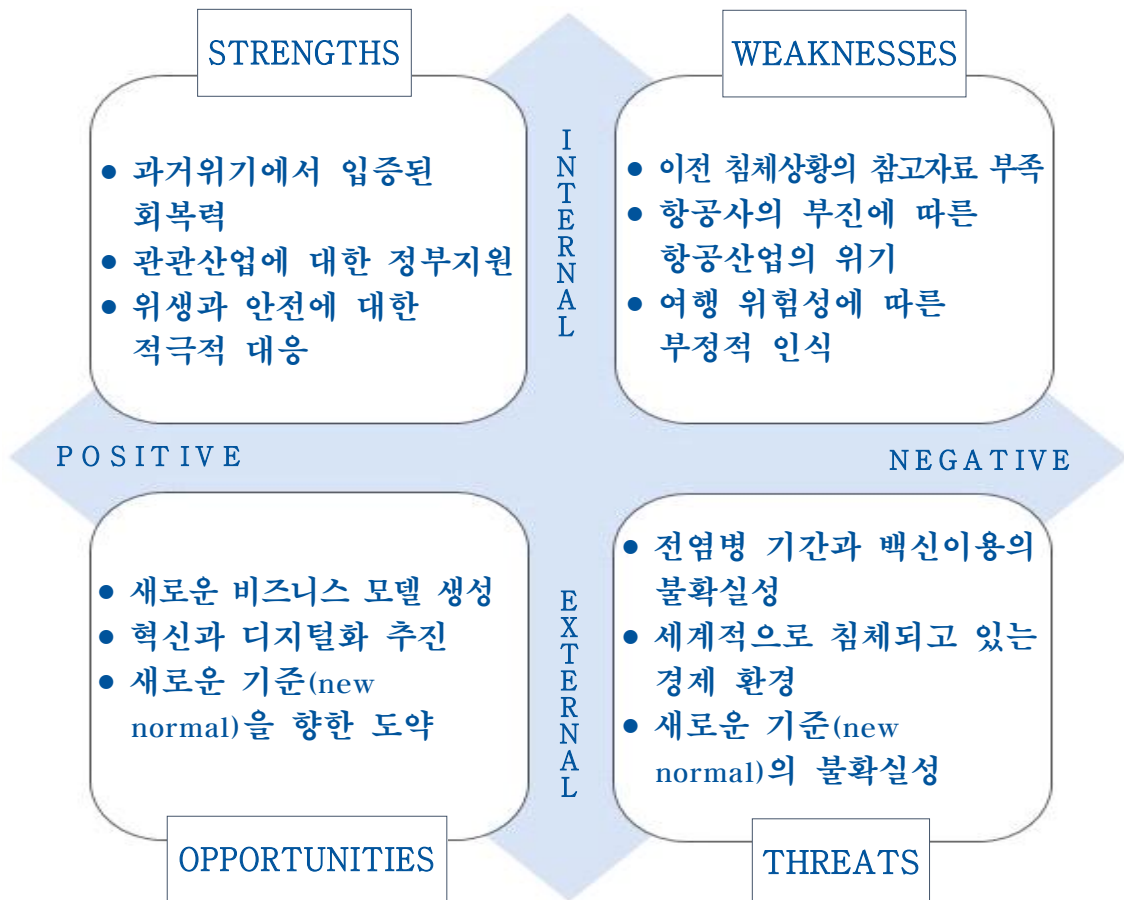 STRENGTHS
• 과거위기에서 입증된
회복력
• 관관산업에 대한 정부지원
• 위생과 안전에 대한
적극적 대응
WEAKNESSES
• 이전 침체상황의 참고자료 부족
• 항공사의 부진에 따른
항공산업의 위기
• 여행 위험성에 따른
부정적 인식
INTERNAL
POSITIVE
NEGATIVE
EXTERNAL
• 새로운 비즈니스 모델 생성
• 혁신과 디지털화 추진
• 새로운 기준(new
normal)을 향한 도약
OPPORTUNITIES
• 전염병 기간과 백신이용의
불확실성
• 세계적으로 침체되고 있는
경제 환경
• 새로운 기준(new
normal)의 불확실성
THREATS